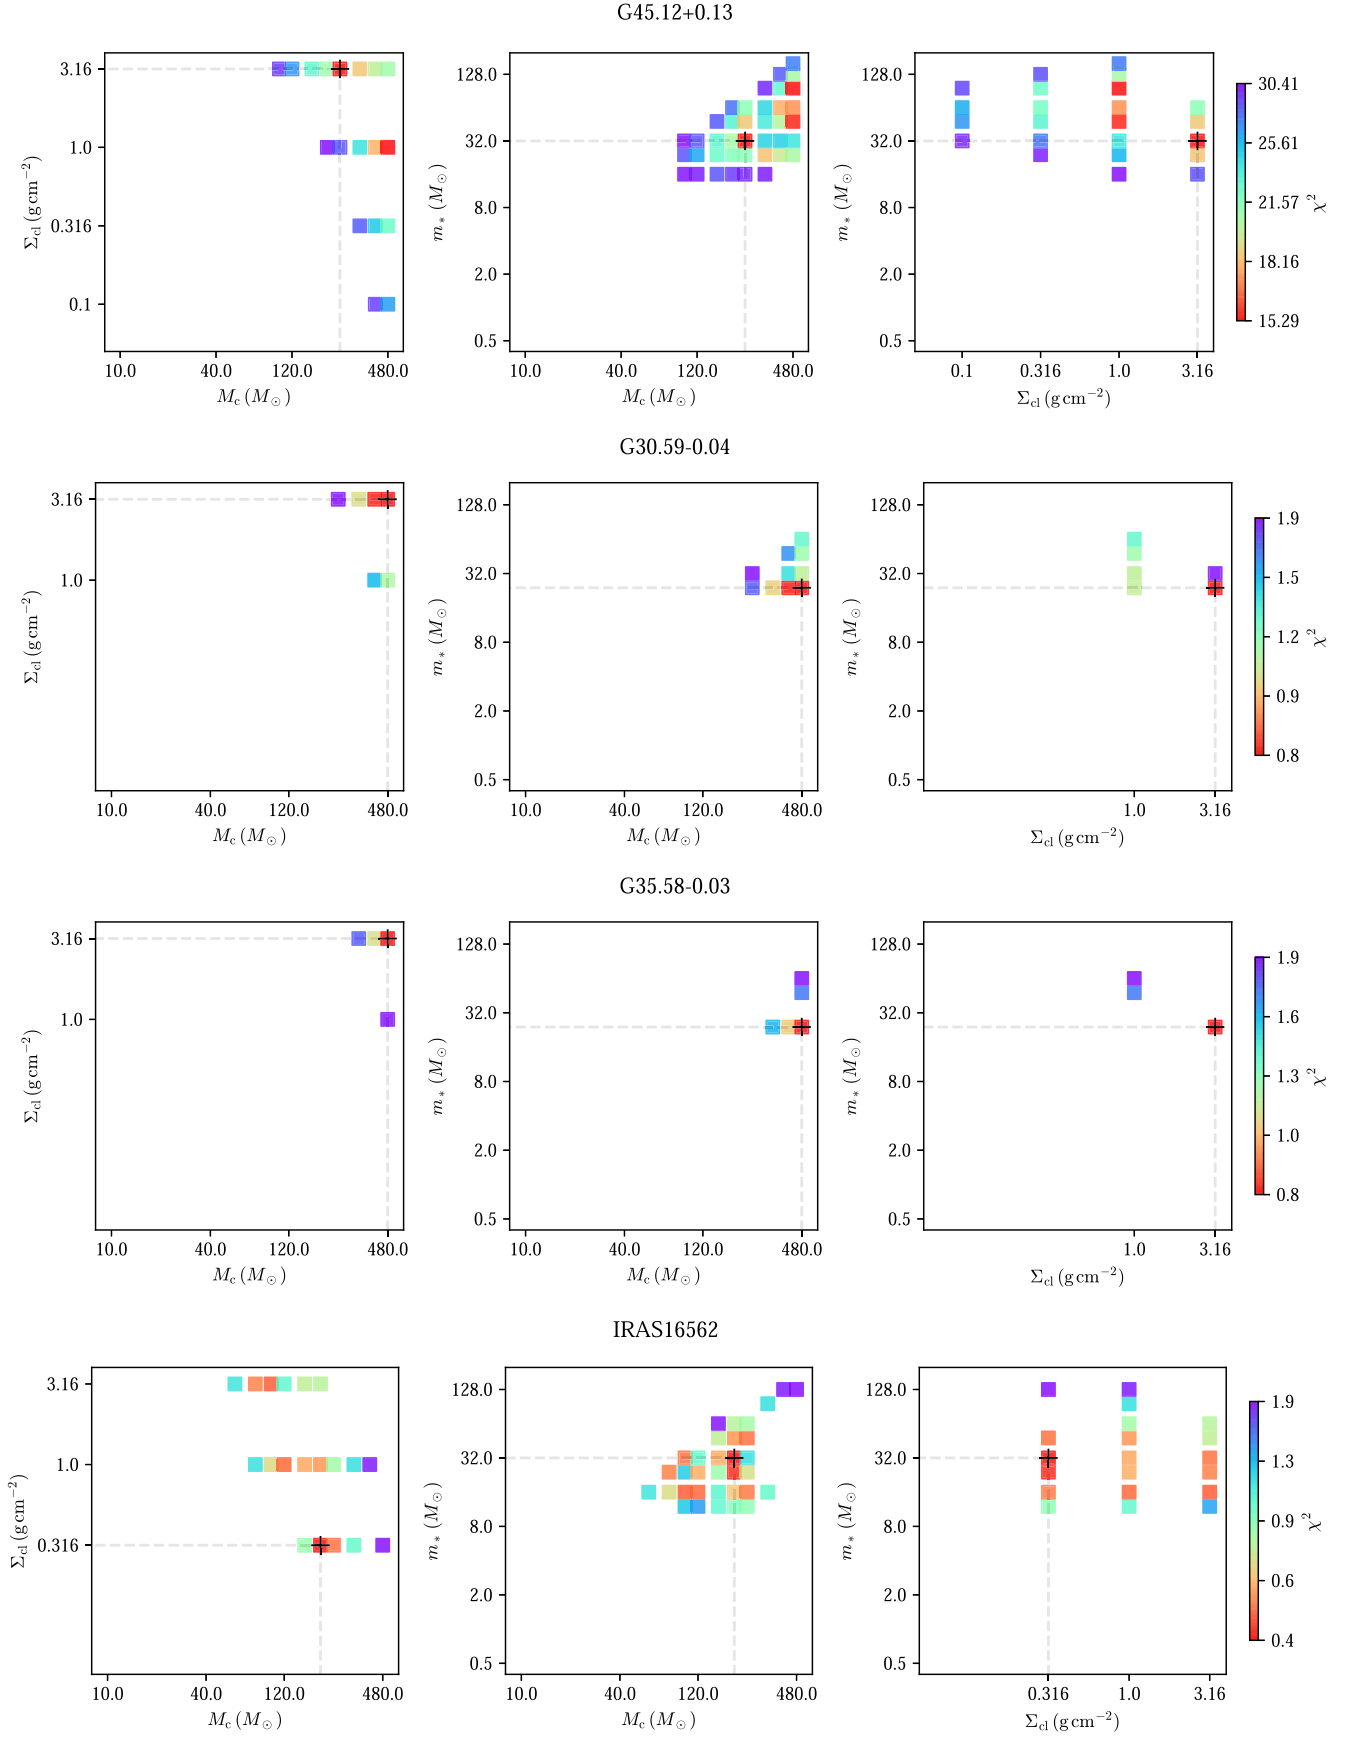 G45.12+0.13
3.16
1.0
0.316
0.1
Σcl (g cm⁻²)
10.0 40.0 120.0 480.0
Mc (M⊙)
128.0
32.0
8.0
2.0
0.5
m* (M⊙)
10.0 40.0 120.0 480.0
Mc (M⊙)
128.0
32.0
8.0
2.0
0.5
m* (M⊙)
0.1 0.316 1.0 3.16
Σcl (g cm⁻²)
30.41
25.61
21.57
18.16
15.29
χ²
G30.59-0.04
3.16
1.0
Σcl (g cm⁻²)
10.0 40.0 120.0 480.0
Mc (M⊙)
128.0
32.0
8.0
2.0
0.5
m* (M⊙)
10.0 40.0 120.0 480.0
Mc (M⊙)
128.0
32.0
8.0
2.0
0.5
m* (M⊙)
1.0 3.16
Σcl (g cm⁻²)
1.9
1.5
1.2
0.9
0.8
χ²
G35.58-0.03
3.16
1.0
Σcl (g cm⁻²)
10.0 40.0 120.0 480.0
Mc (M⊙)
128.0
32.0
8.0
2.0
0.5
m* (M⊙)
10.0 40.0 120.0 480.0
Mc (M⊙)
128.0
32.0
8.0
2.0
0.5
m* (M⊙)
1.0 3.16
Σcl (g cm⁻²)
1.9
1.6
1.3
1.0
0.8
χ²
IRAS16562
3.16
1.0
0.316
Σcl (g cm⁻²)
10.0 40.0 120.0 480.0
Mc (M⊙)
128.0
32.0
8.0
2.0
0.5
m* (M⊙)
10.0 40.0 120.0 480.0
Mc (M⊙)
128.0
32.0
8.0
2.0
0.5
m* (M⊙)
0.316 1.0 3.16
Σcl (g cm⁻²)
1.9
1.3
0.9
0.6
0.4
χ²